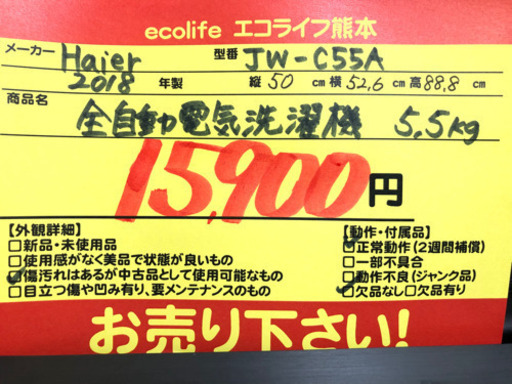 ecolife エコライフ熊本
メーカー Haier 型番 JW-C55A
2018 年製 縦 50 cm 横 52,6 cm 高 88,8 cm
商品名 全自動電気洗濯機 5.5kg
15,900円
【外観詳細】 【動作・付属品】
□新品・未使用品 □正常動作(2週間補償)
□使用感がなく美品で状態が良いもの □一部不具合
□傷汚れはあるが中古品として使用可能なもの □動作不良(ジャンク品)
□目立つ傷や凹み有り、要メンテナンスのもの □欠品なし□欠品有り
お売り下さい!